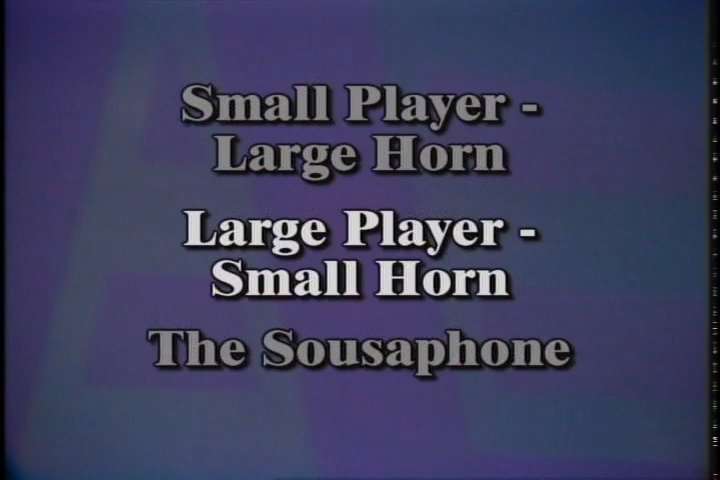 Small Player -
Large Horn
Large Player -
Small Horn
The Sousaphone